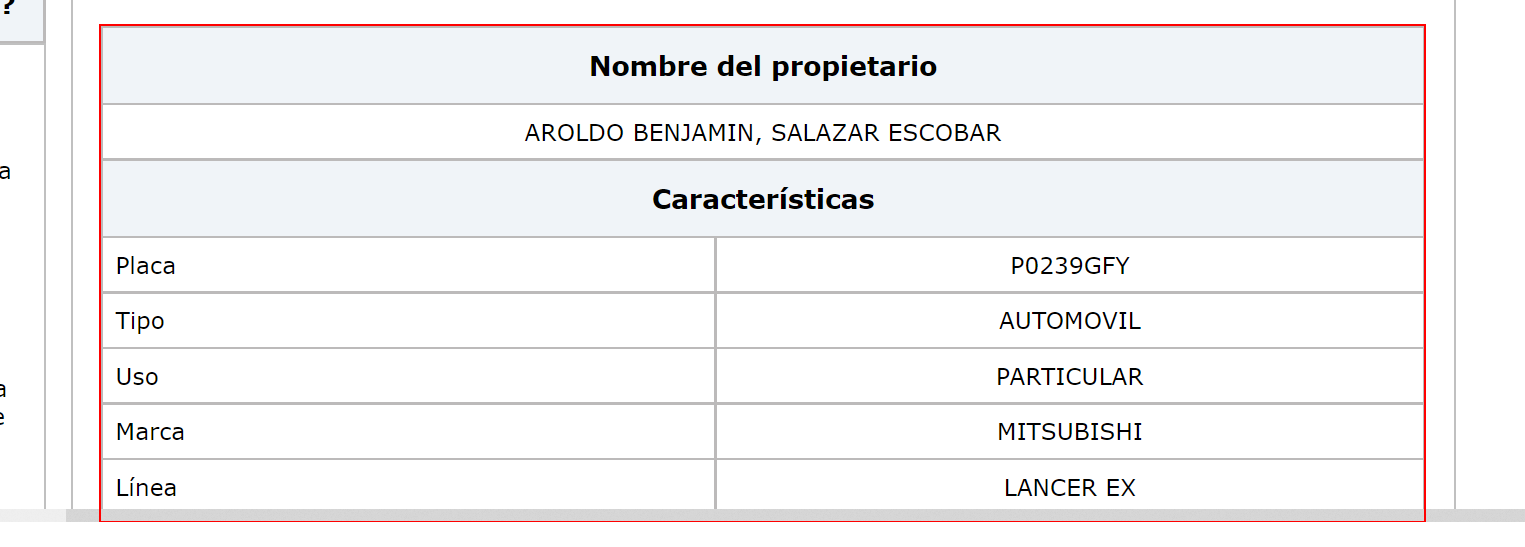 ?
Nombre del propietario
AROLDO BENJAMIN, SALAZAR ESCOBAR
a
Características
Placa P0239GFY
Tipo AUTOMOVIL
Uso PARTICULAR
a
e
Marca MITSUBISHI
Línea LANCER EX